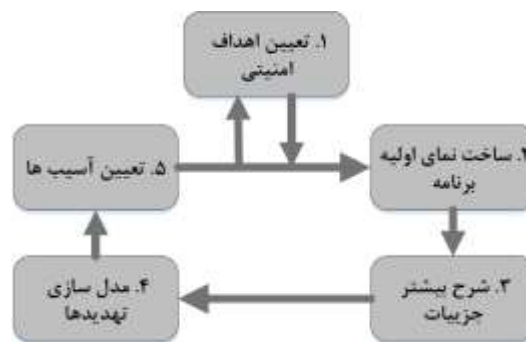 ۱. تعیین اهداف
امنیتی
۲. ساخت نمای اولیه
برنامه
۳. شرح بیشتر
جزییات
۴. مدل سازی
تهدیدها
۵. تعیین آسیب ها